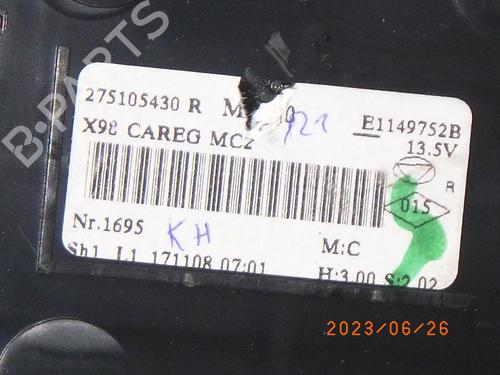 B-PARTS
275105430 R
E1149752B
X98 CAREG MC2
121
13.5V
R
015
Nr.1695
KH
M:C
Sh1 L1 171108 07:01
H:3.00 S:2.02
2023/06/26